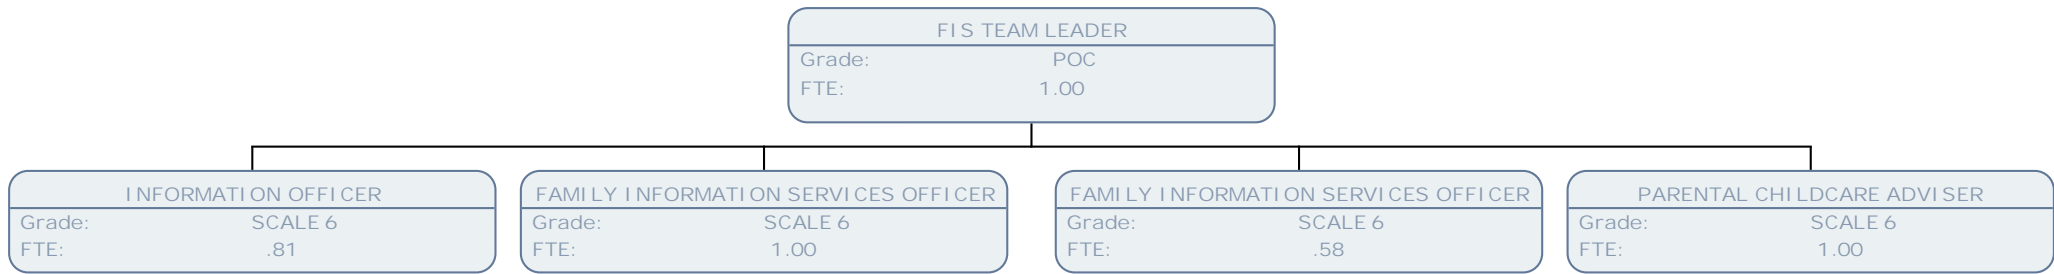 FIS TEAM LEADER
Grade: POC
FTE: 1.00
INFORMATION OFFICER
Grade: SCALE 6
FTE: .81
FAMILY INFORMATION SERVICES OFFICER
Grade: SCALE 6
FTE: 1.00
FAMILY INFORMATION SERVICES OFFICER
Grade: SCALE 6
FTE: .58
PARENTAL CHILDCARE ADVISER
Grade: SCALE 6
FTE: 1.00